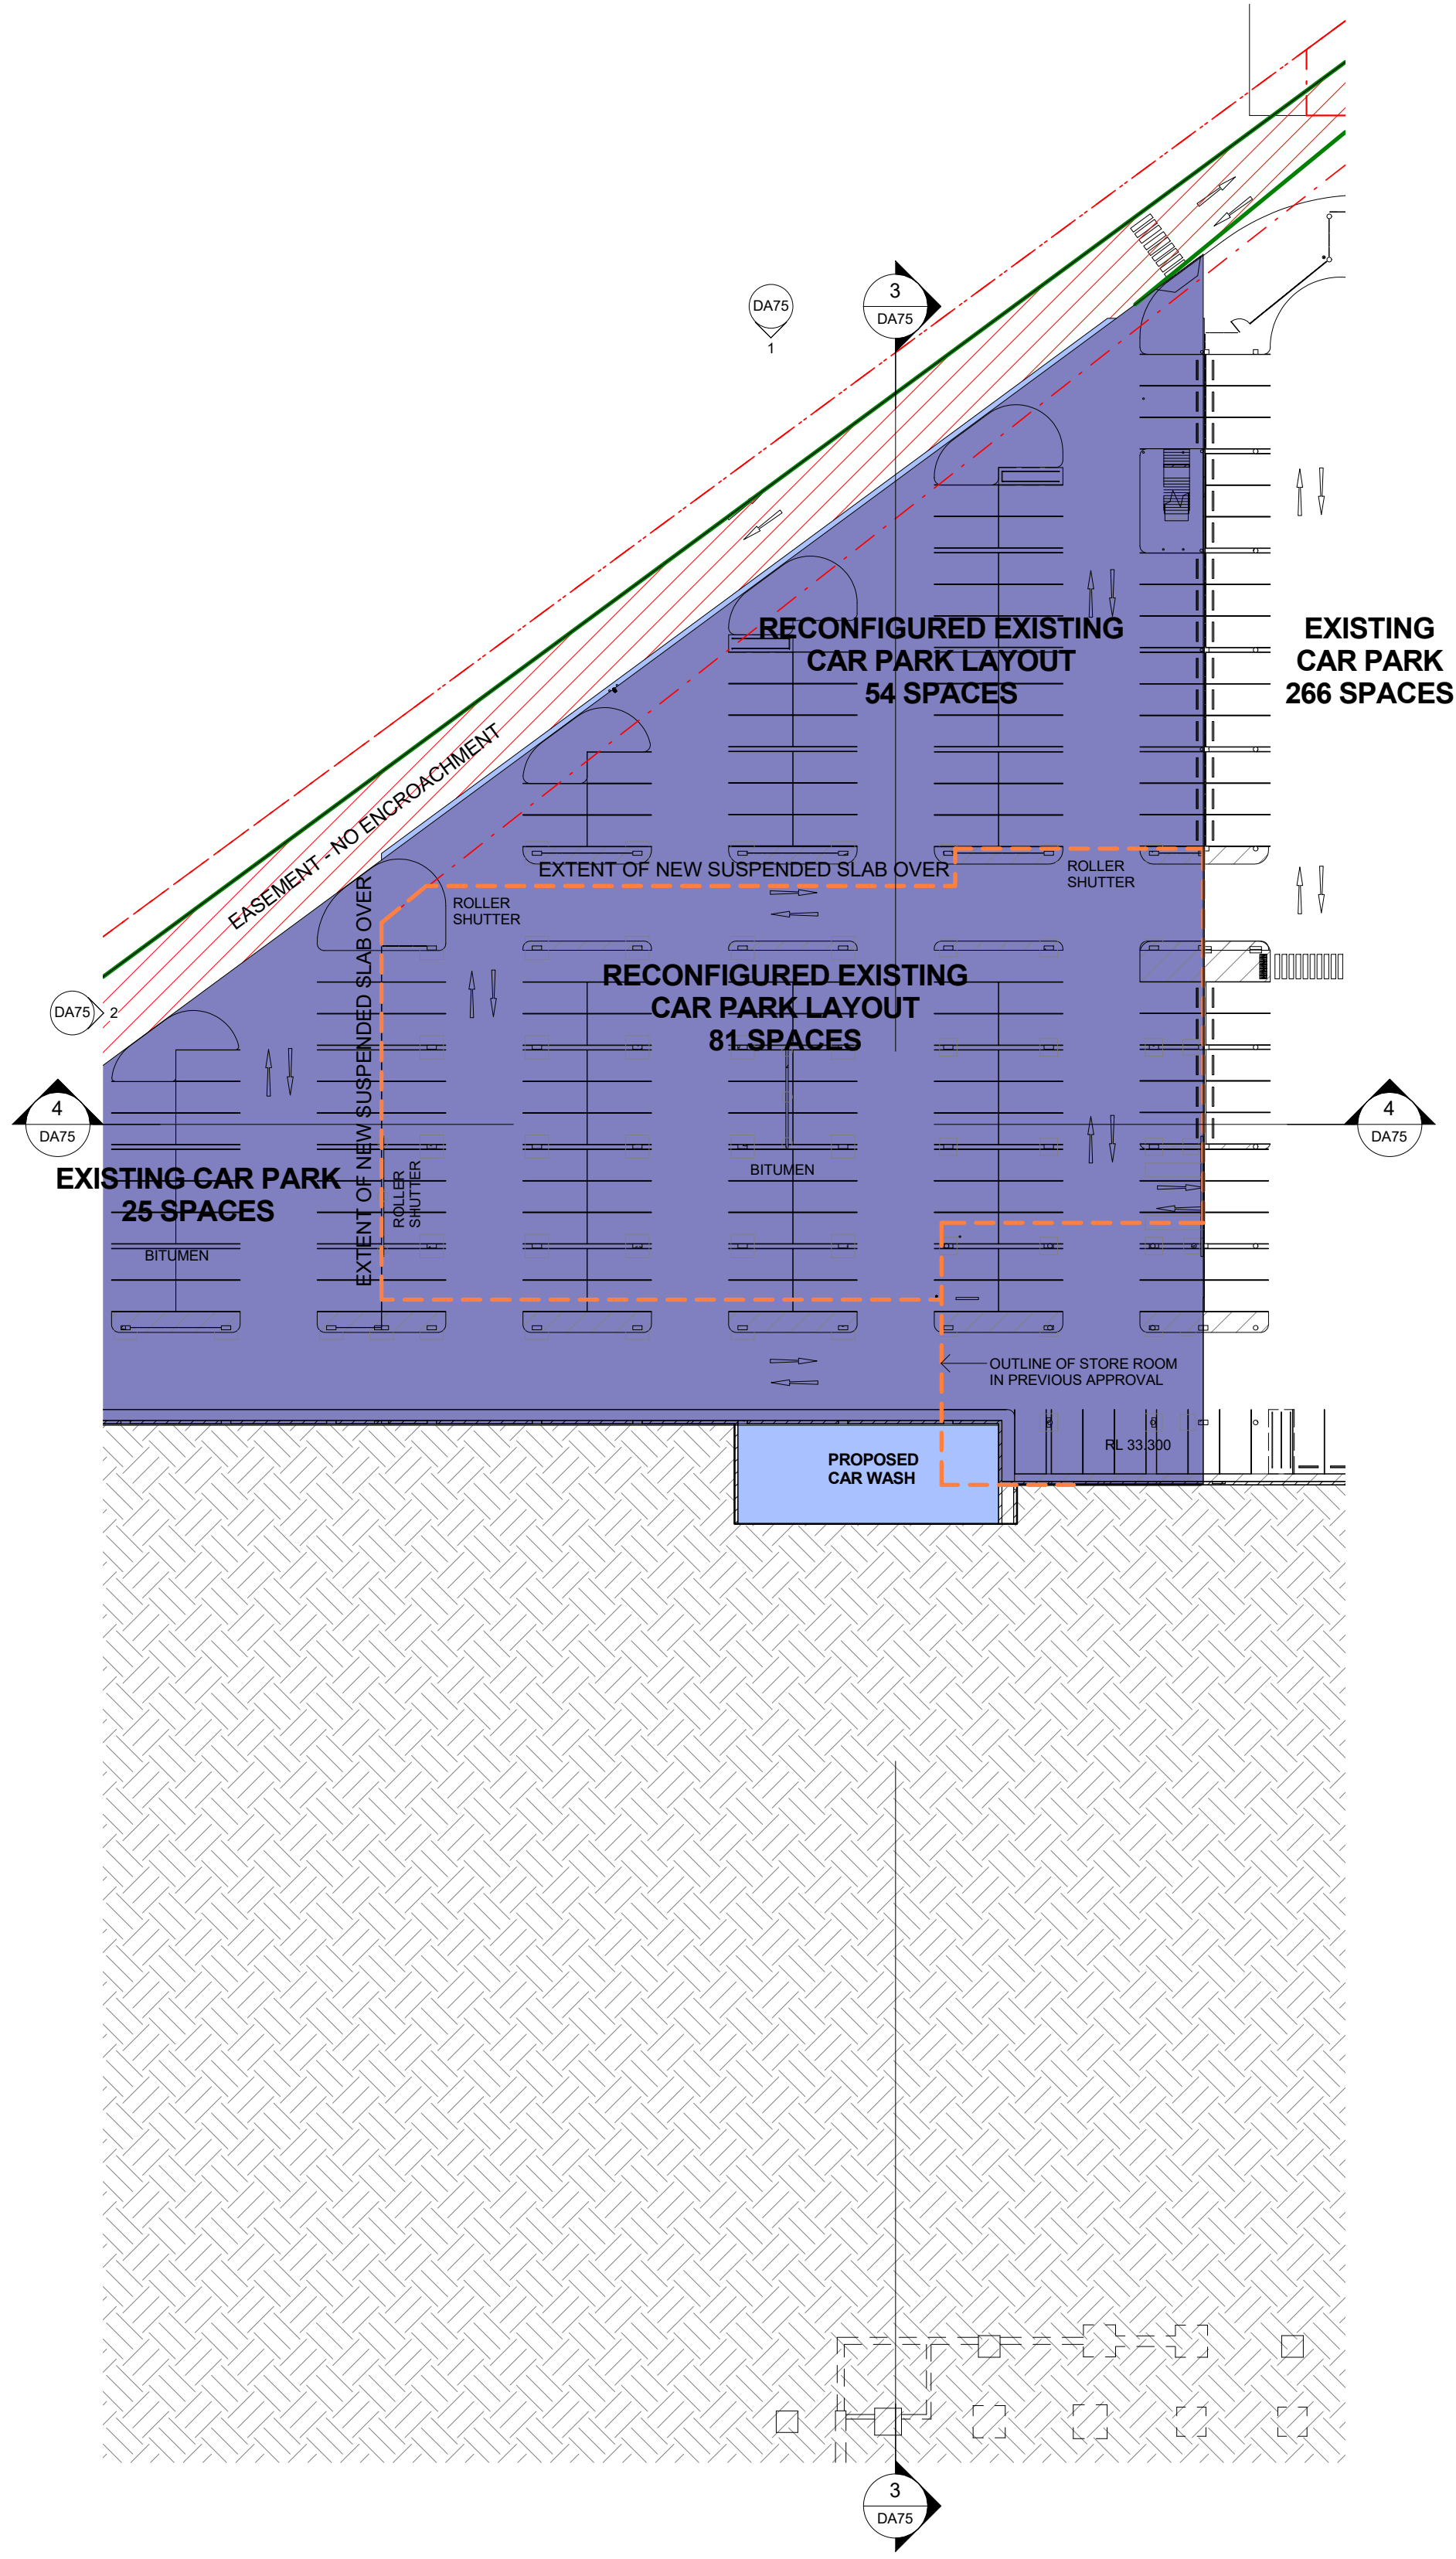 3
DA75
DA75
1
RECONFIGURED EXISTING
CAR PARK LAYOUT
54 SPACES
EXISTING
CAR PARK
266 SPACES
EASEMENT - NO ENCROACHMENT
EXTENT OF NEW SUSPENDED SLAB OVER
ROLLER
SHUTTER
ROLLER
SHUTTER
EXTENT OF NEW SUSPENDED SLAB OVER
RECONFIGURED EXISTING
CAR PARK LAYOUT
81 SPACES
DA75
2
4
DA75
4
DA75
EXISTING CAR PARK
25 SPACES
ROLLER
SHUTTER
BITUMEN
BITUMEN
OUTLINE OF STORE ROOM
IN PREVIOUS APPROVAL
RL 33.300
PROPOSED
CAR WASH
3
DA75